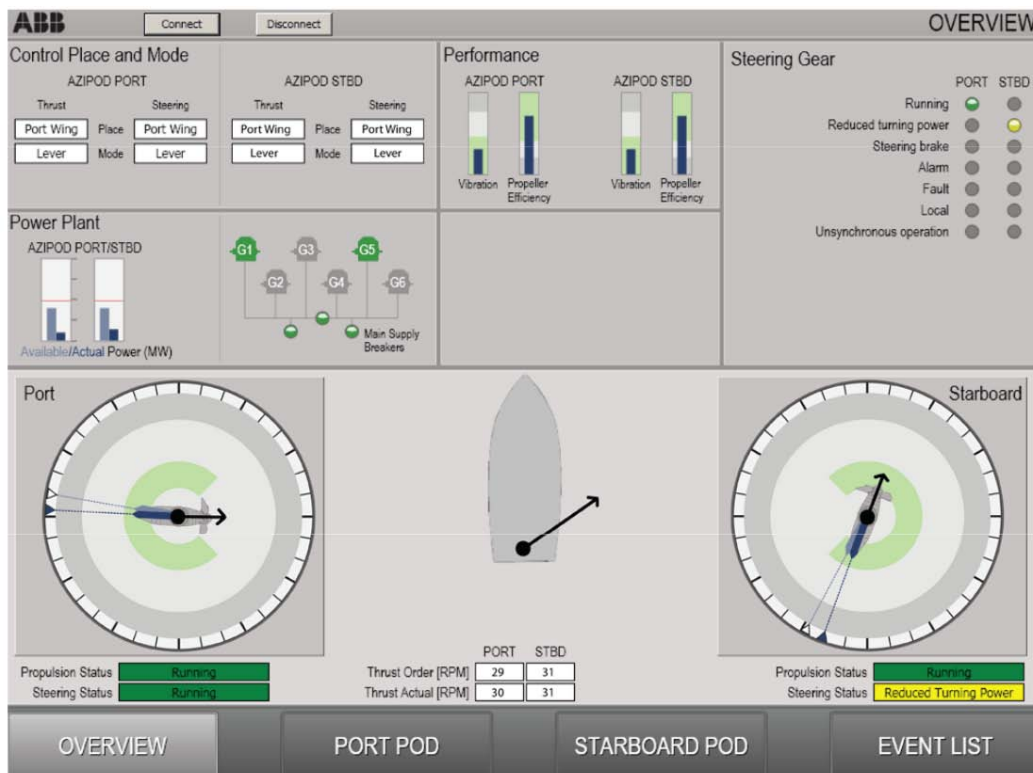 ABB Connect Disconnect OVERVIEW
Control Place and Mode
AZIPOD PORT AZIPOD STBD
Thrust Steering Thrust Steering
Port Wing Place Port Wing Port Wing Place Port Wing
Lever Mode Lever Lever Mode Lever
Performance
AZIPOD PORT AZIPOD STBD
Vibration Propeller Efficiency Vibration Propeller Efficiency
Steering Gear
PORT STBD
Running
Reduced turning power
Steering brake
Alarm
Fault
Local
Unsynchronous operation
Power Plant
AZIPOD PORT/STBD
Available/Actual Power (MW)
G1 G3 G5
G2 G4 G6
Main Supply
Breakers
Port
Starboard
Propulsion Status Running
Steering Status Running
PORT STBD
Thrust Order [RPM] 29 31
Thrust Actual [RPM] 30 31
Propulsion Status Running
Steering Status Reduced Turning Power
OVERVIEW PORT POD STARBOARD POD EVENT LIST